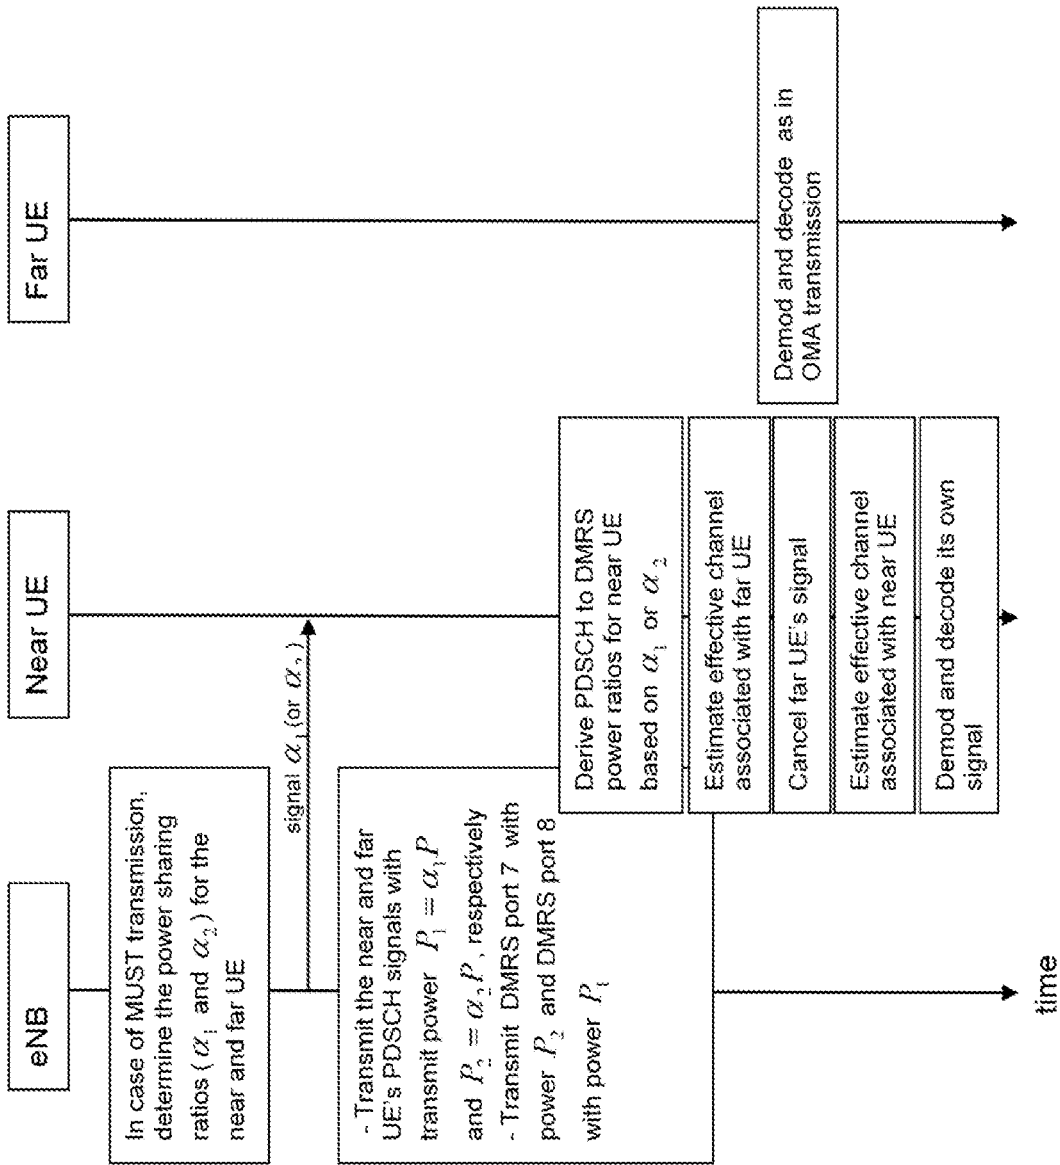 eNB
Near UE
Far UE
In case of MUST transmission,
determine the power sharing
ratios ( α₁ and α₂ ) for the
near and far UE
signal α₁ (or α₂)
- Transmit the near and far
UE's PDSCH signals with
transmit power P₁ = α₁P
and P₂ = α₂P, respectively
- Transmit DMRS port 7 with
power P₂ and DMRS port 8
with power P₁
Derive PDSCH to DMRS
power ratios for near UE
based on α₁ or α₂
Estimate effective channel
associated with far UE
Cancel far UE's signal
Estimate effective channel
associated with near UE
Demod and decode its own
signal
Demod and decode as in
OMA transmission
time